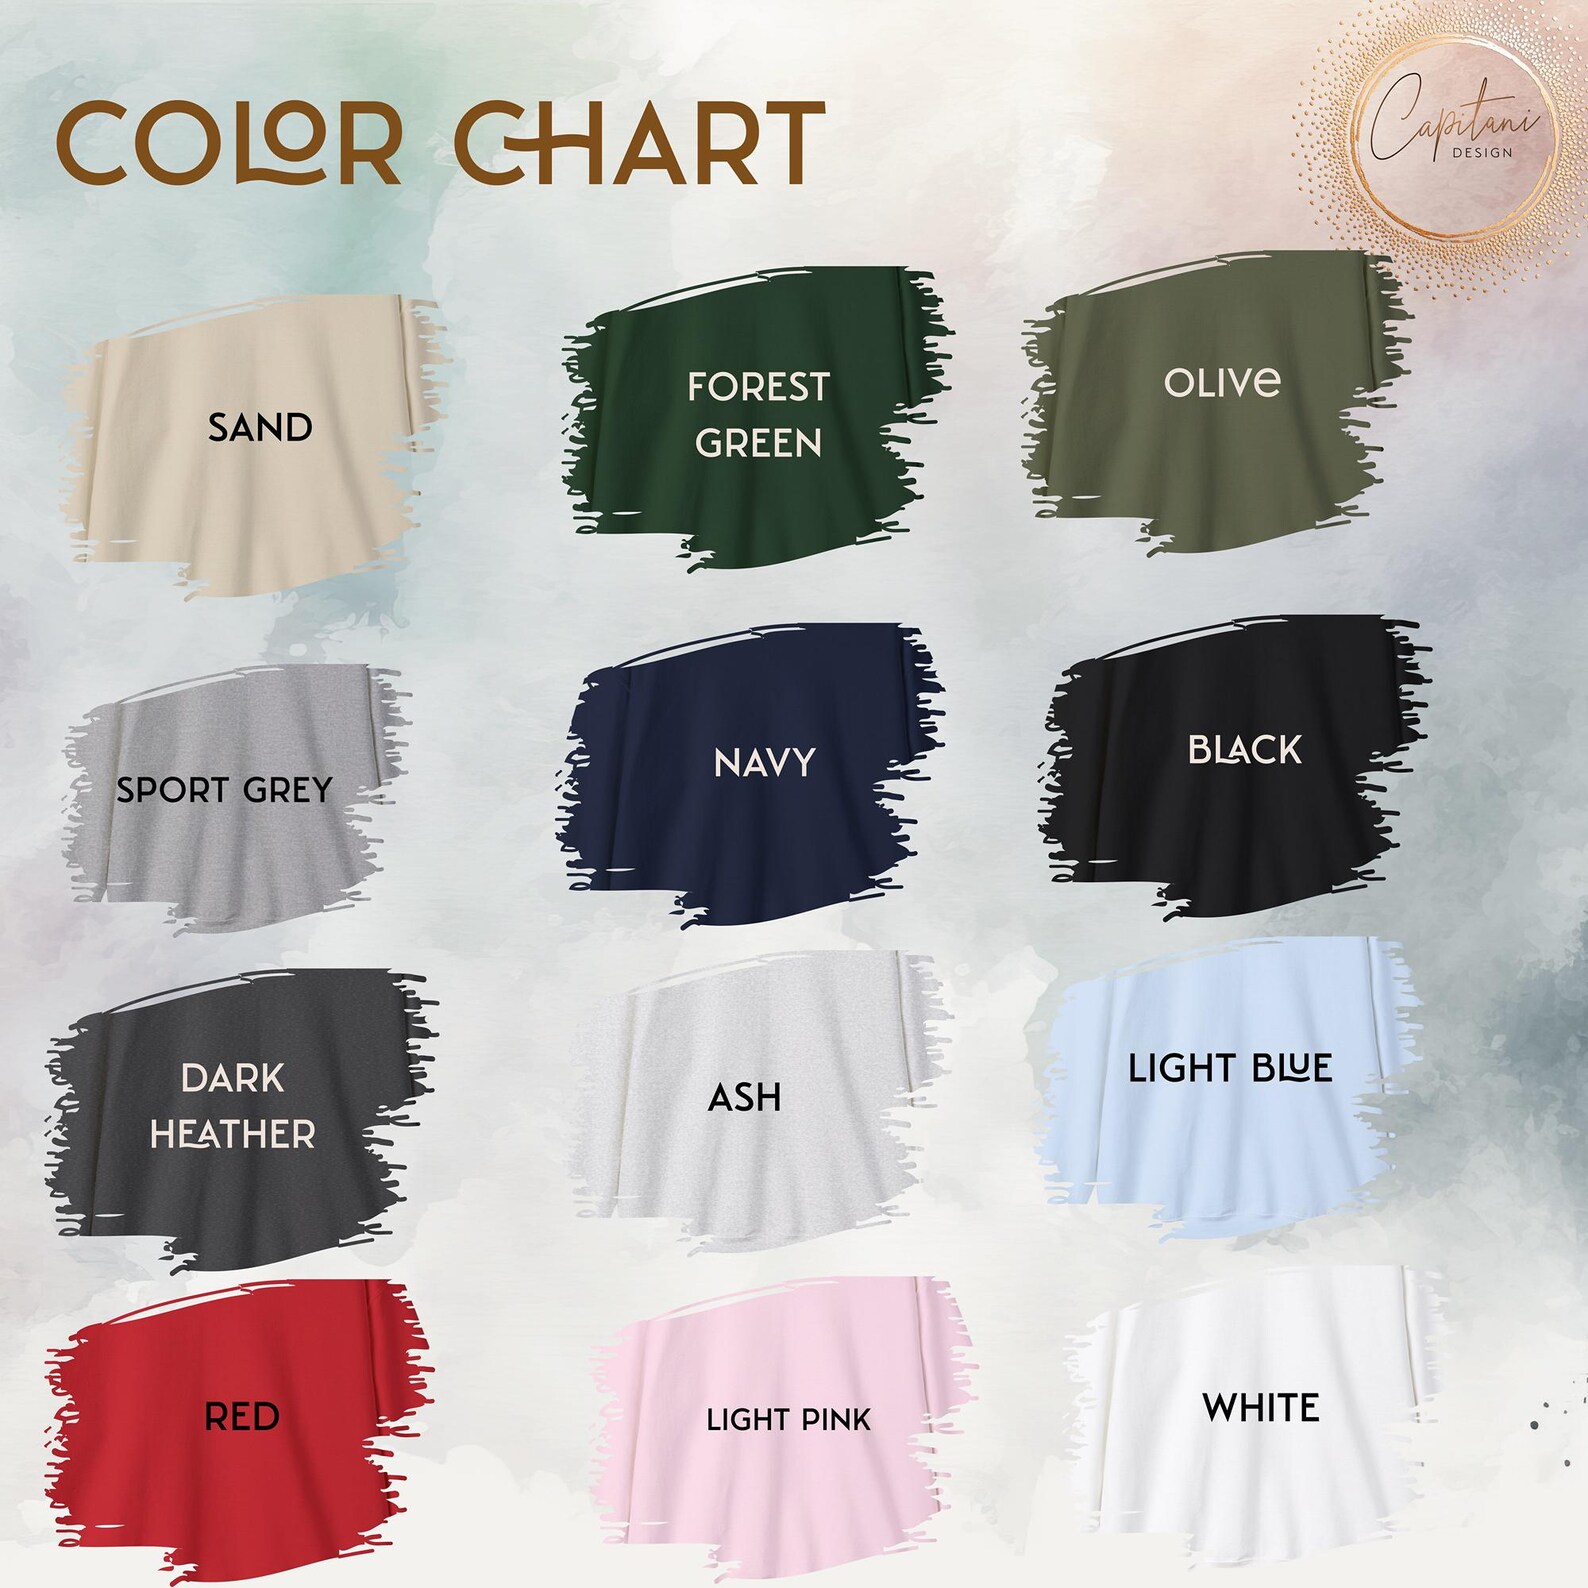 COLOR CHART
Capitani
DESIGN
SAND
FOREST
GREEN
OLIVe
SPORT GREY
NAVY
BLACK
DARK
HEATHER
ASH
LIGHT BLUE
RED
LIGHT PINK
WHITE